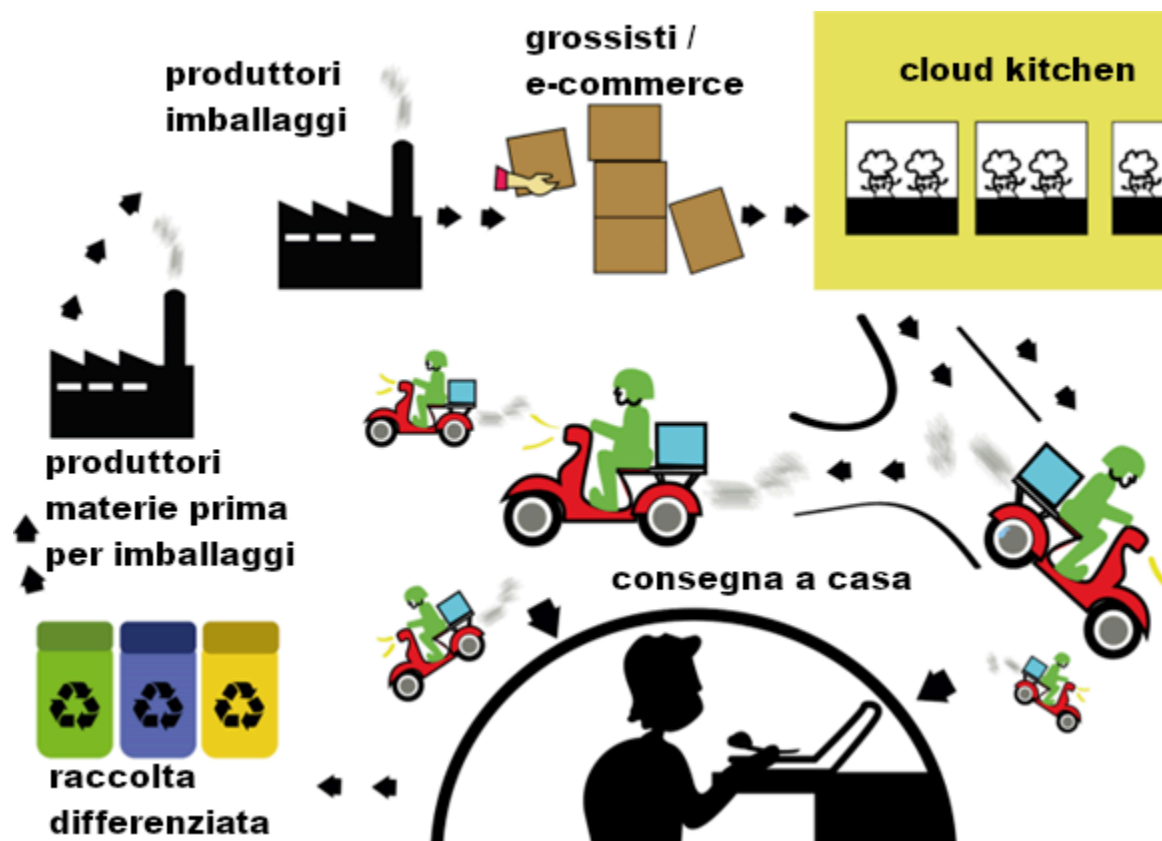 produttori
imballaggi
grossisti /
e-commerce
cloud kitchen
produttori
materie prima
per imballaggi
consegna a casa
raccolta
differenziata